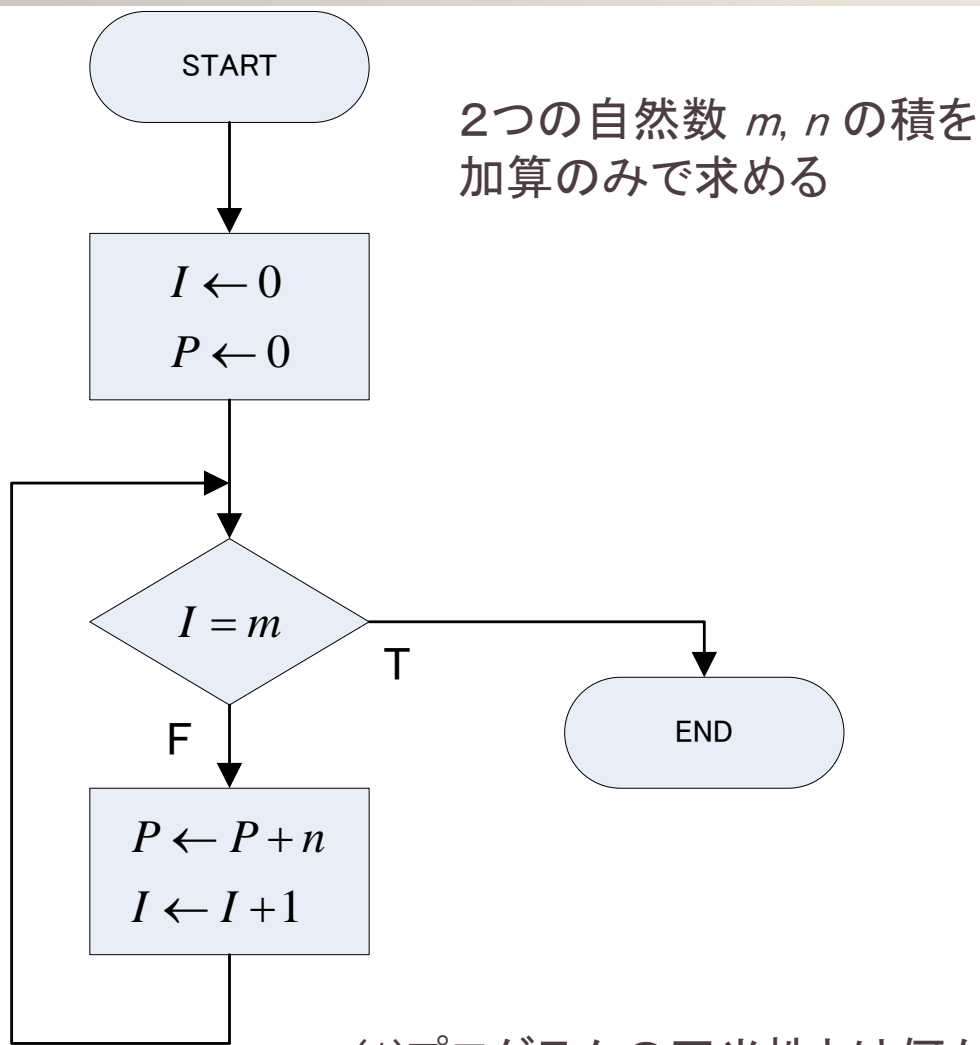 START
2つの自然数 m, n の積を
加算のみで求める
I ← 0
P ← 0
I = m
T
F
END
P ← P + n
I ← I + 1